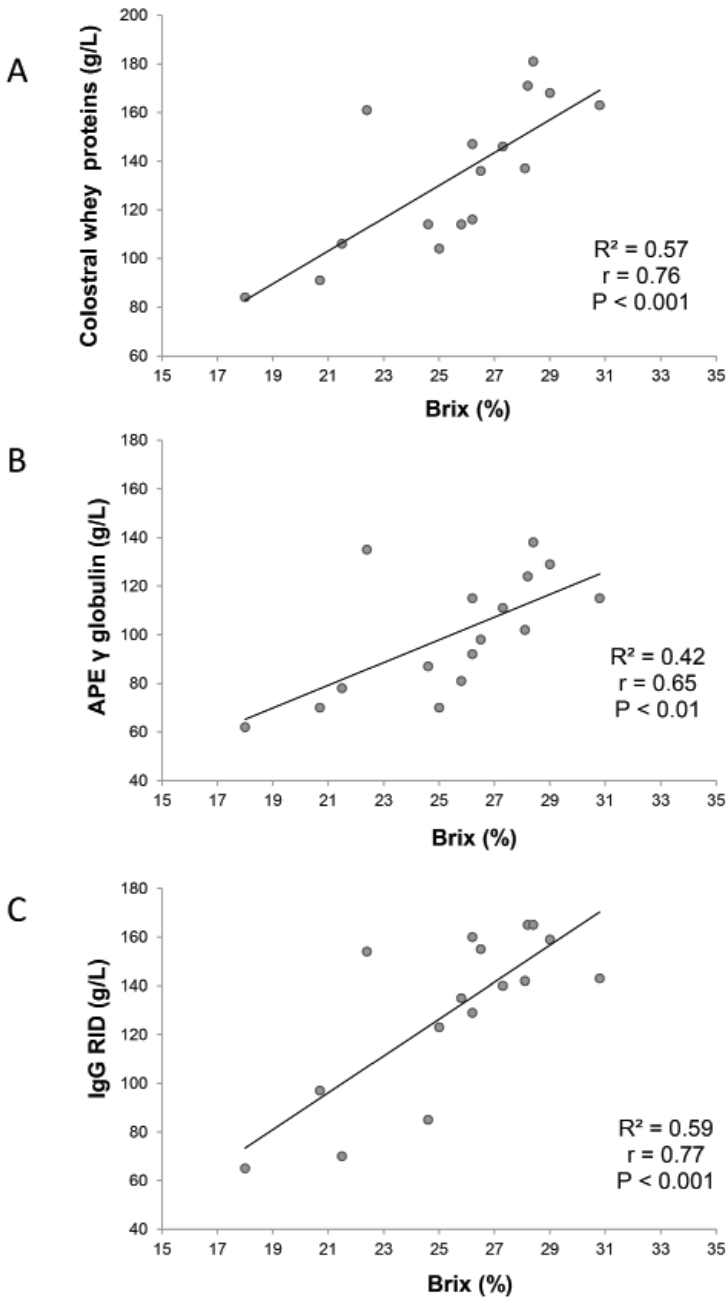 A
Colostral whey proteins (g/L)
200
180
160
140
120
100
80
60
R² = 0.57
r = 0.76
P < 0.001
15 17 19 21 23 25 27 29 31 33 35
Brix (%)
B
APE γ globulin (g/L)
180
160
140
120
100
80
60
40
R² = 0.42
r = 0.65
P < 0.01
15 17 19 21 23 25 27 29 31 33 35
Brix (%)
C
IgG RID (g/L)
180
160
140
120
100
80
60
40
R² = 0.59
r = 0.77
P < 0.001
15 17 19 21 23 25 27 29 31 33 35
Brix (%)